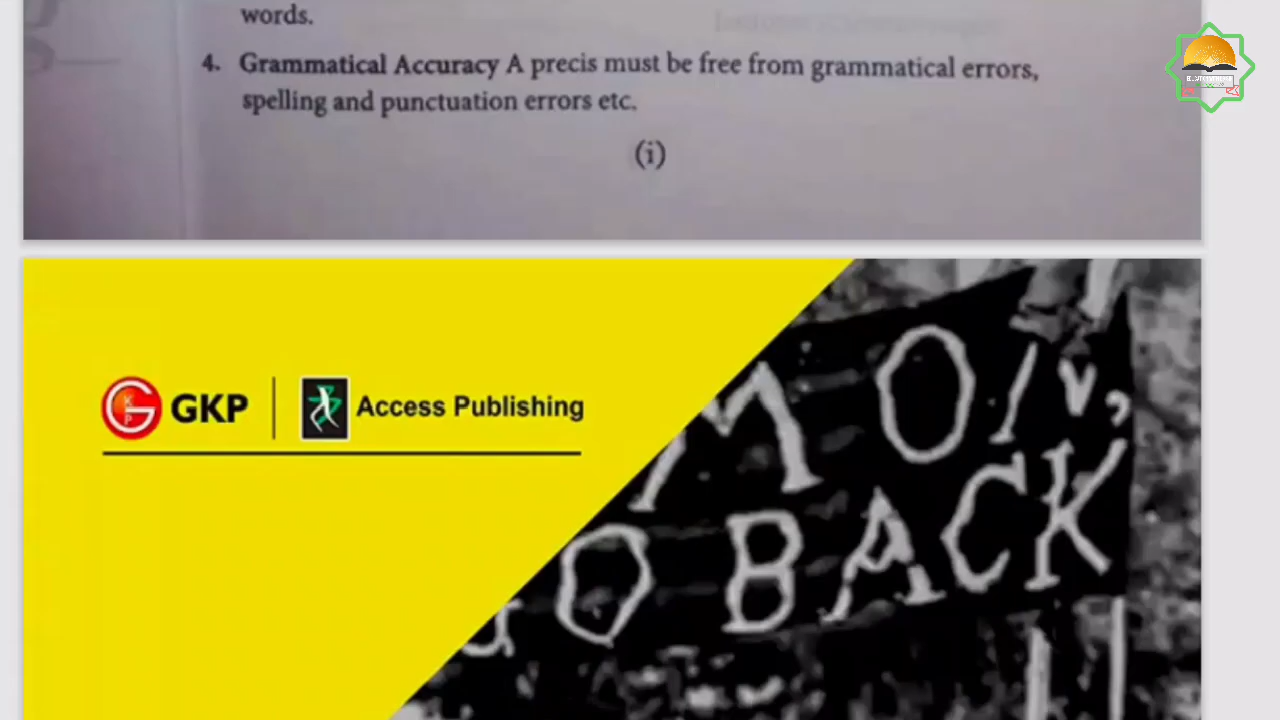 words.
4. Grammatical Accuracy A precis must be free from grammatical errors,
spelling and punctuation errors etc.
(i)
GKP
Access Publishing
MON,
GO BACK